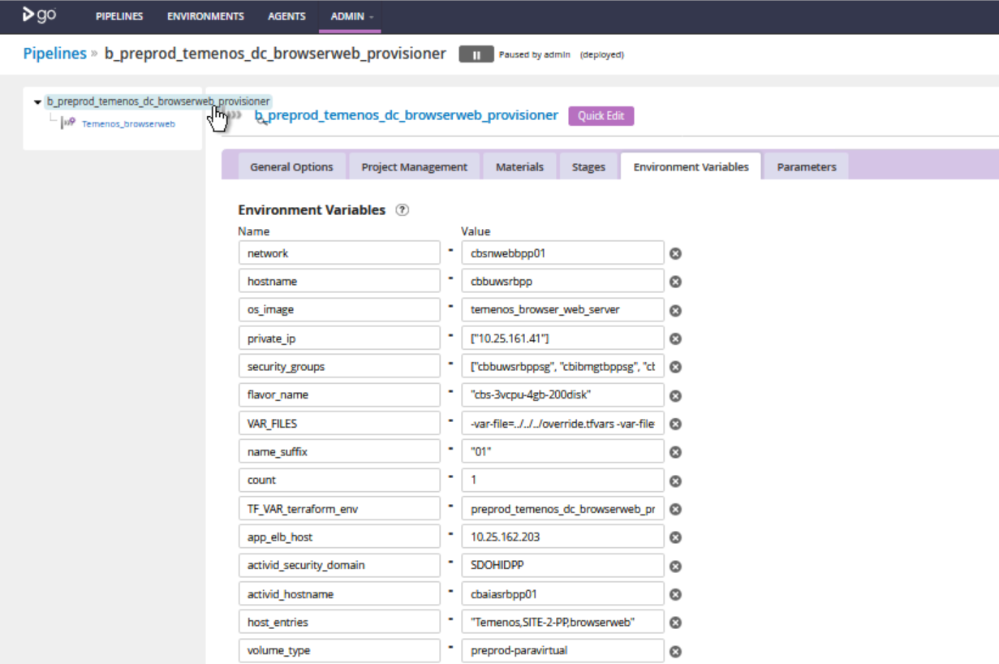 go PIPELINES ENVIRONMENTS AGENTS ADMIN
Pipelines » b_preprod_temenos_dc_browserweb_provisioner Paused by admin (deployed)
b_preprod_temenos_dc_browserweb_provisioner
Temenos_browserweb
b_preprod_temenos_dc_browserweb_provisioner Quick Edit
General Options Project Management Materials Stages Environment Variables Parameters
Environment Variables ?
Name Value
network - cbsnwebbpp01
hostname - cbbuwsrbpp
os_image - temenos_browser_web_server
private_ip - ["10.25.161.41"]
security_groups - ["cbbuwsrbppsg", "cbibmgtbppsg", "cb
flavor_name - "cbs-3vcpu-4gb-200disk"
VAR_FILES - -var-file=../../../override.tfvars -var-file
name_suffix - "01"
count - 1
TF_VAR_terraform_env - preprod_temenos_dc_browserweb_pr
app_elb_host - 10.25.162.203
activid_security_domain - SDOHIDPP
activid_hostname - cbaiasrbpp01
host_entries - "Temenos,SITE-2-PP,browserweb"
volume_type - preprod-paravirtual